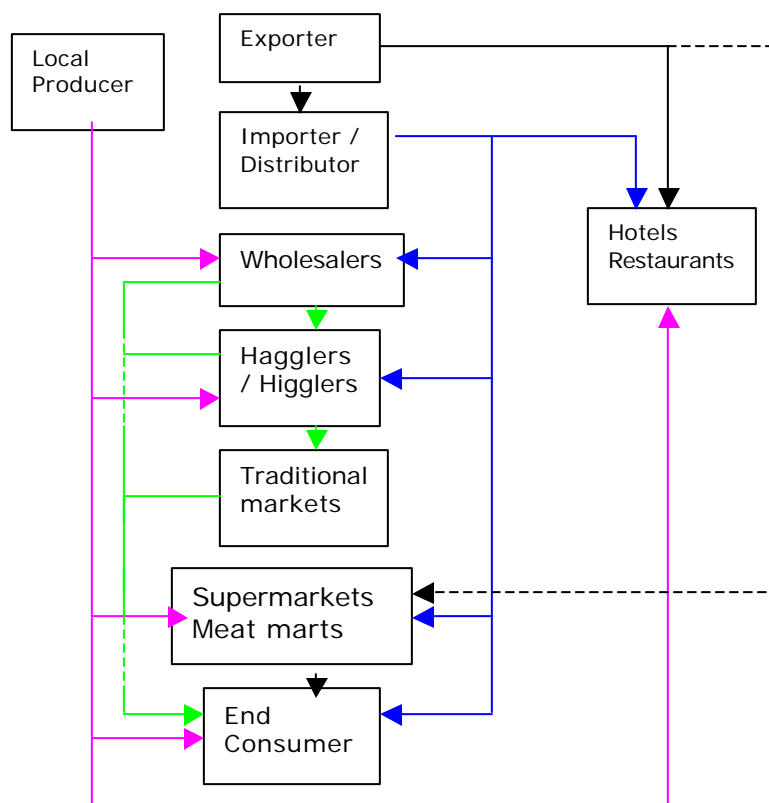 Local
Producer
Exporter
Importer /
Distributor
Hotels
Restaurants
Wholesalers
Hagglers
/ Higglers
Traditional
markets
Supermarkets
Meat marts
End
Consumer